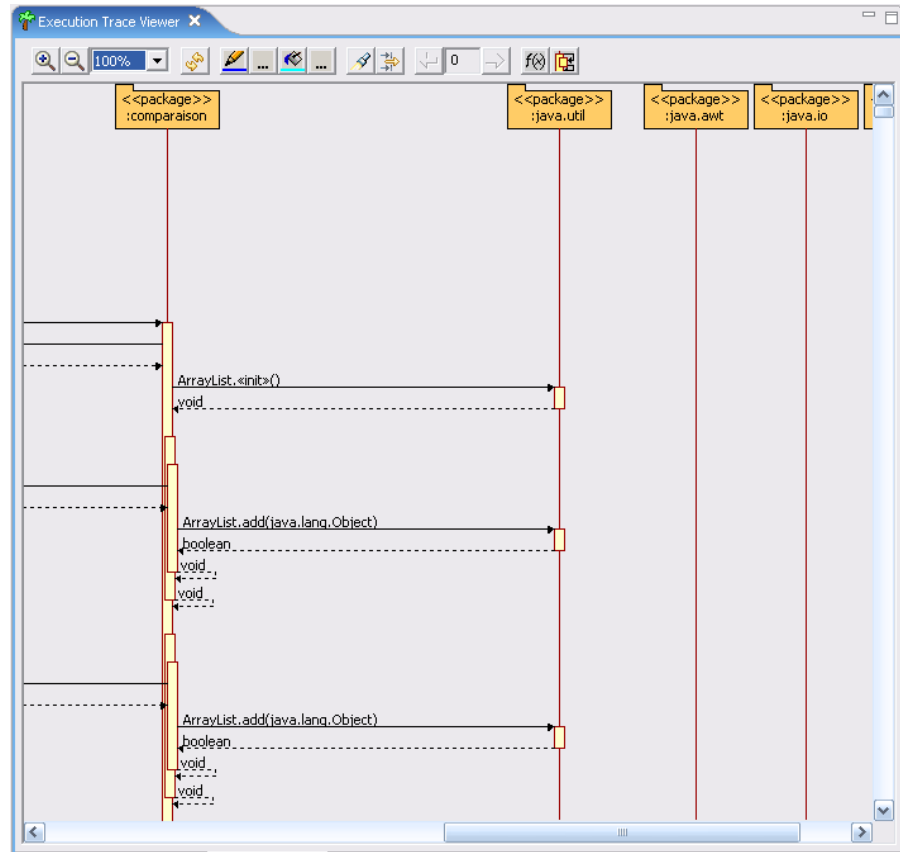 Execution Trace Viewer
100%
...
...
0
f(x)
<<package>>
:comparaison
<<package>>
:java.util
<<package>>
:java.awt
<<package>>
:java.io
ArrayList.«init»()
void
ArrayList.add(java.lang.Object)
boolean
void
void
ArrayList.add(java.lang.Object)
boolean
void
void